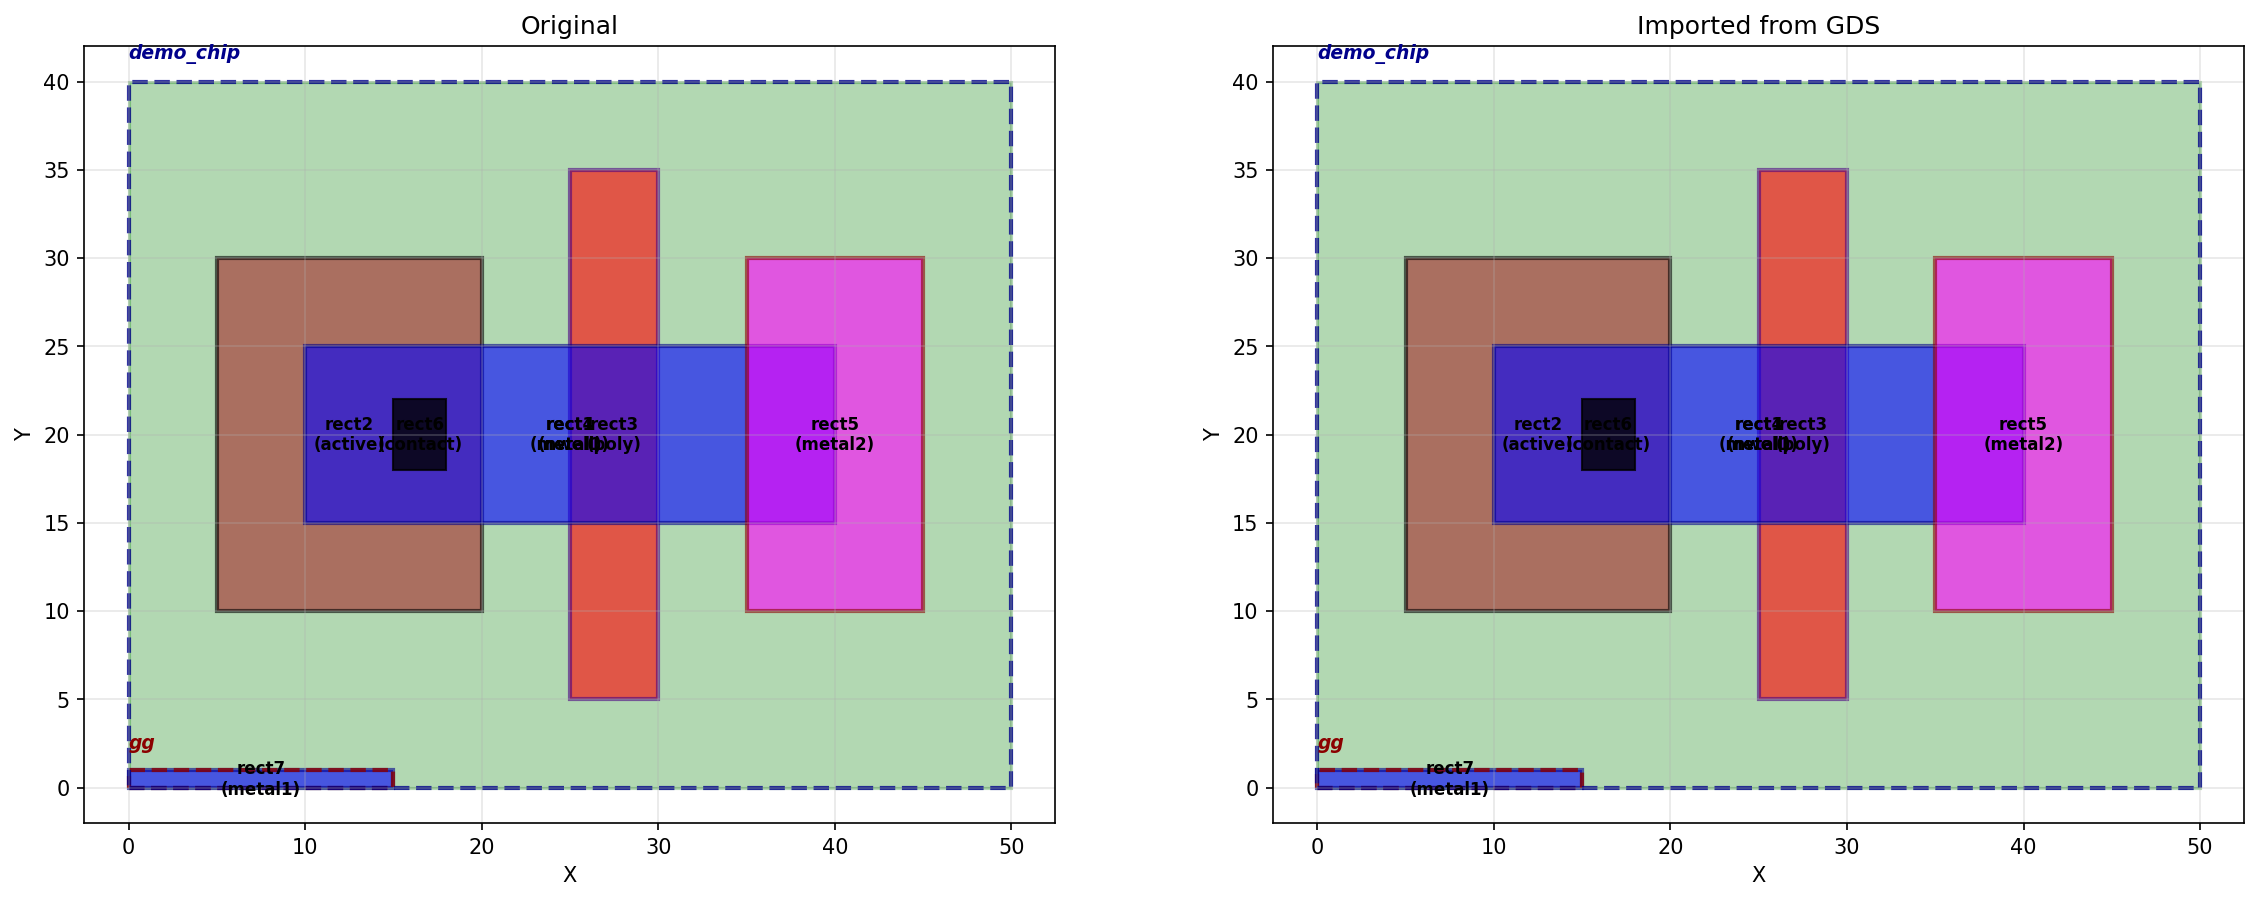 Original
demo_chip
40
35
30
25
20
15
10
5
0
Y
rect2
(active)
rect6
(contact)
rect3
(poly)
rect5
(metal2)
gg
rect7
(metal1)
0
10
20
30
40
50
X
Imported from GDS
demo_chip
40
35
30
25
20
15
10
5
0
Y
rect2
(active)
rect6
(contact)
rect3
(poly)
rect5
(metal2)
gg
rect7
(metal1)
0
10
20
30
40
50
X